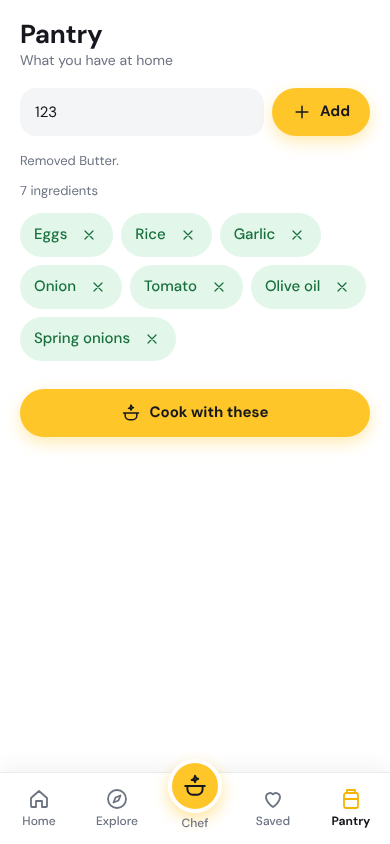 Pantry
What you have at home
123
Add
Removed Butter.
7 ingredients
Eggs Rice Garlic
Onion Tomato Olive oil
Spring onions
Cook with these
Home Explore Chef Saved Pantry